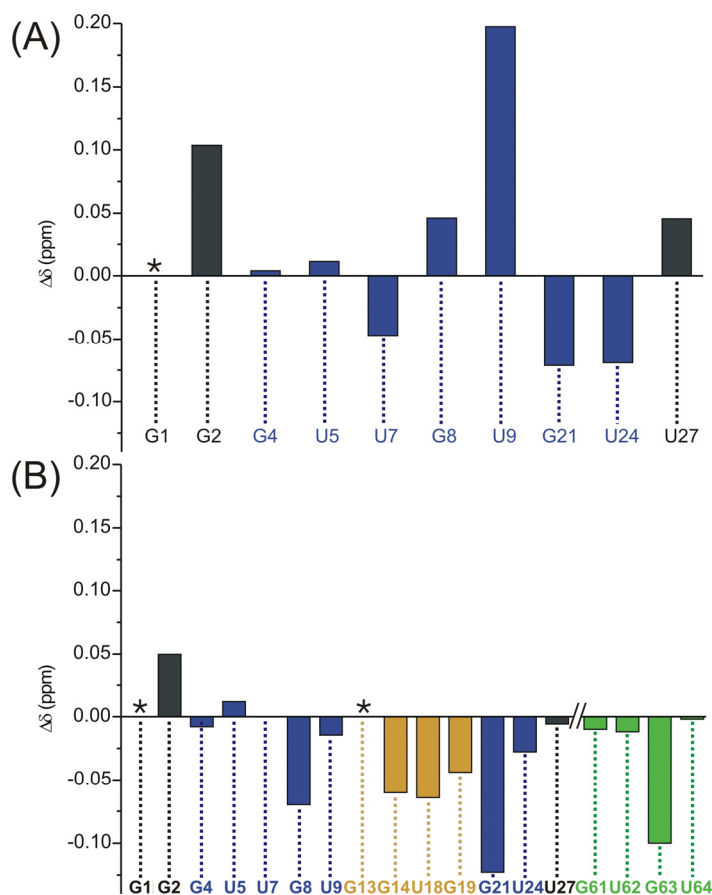 (A)
0.20
0.15
0.10
0.05
0.00
-0.05
-0.10
Δδ (ppm)
*
G1 G2 G4 U5 U7 G8 U9 G21 U24 U27
(B)
0.20
0.15
0.10
0.05
0.00
-0.05
-0.10
Δδ (ppm)
* *
G1 G2 G4 U5 U7 G8 U9 G13 G14 U18 G19 G21 U24 U27 G61 U62 G63 U64